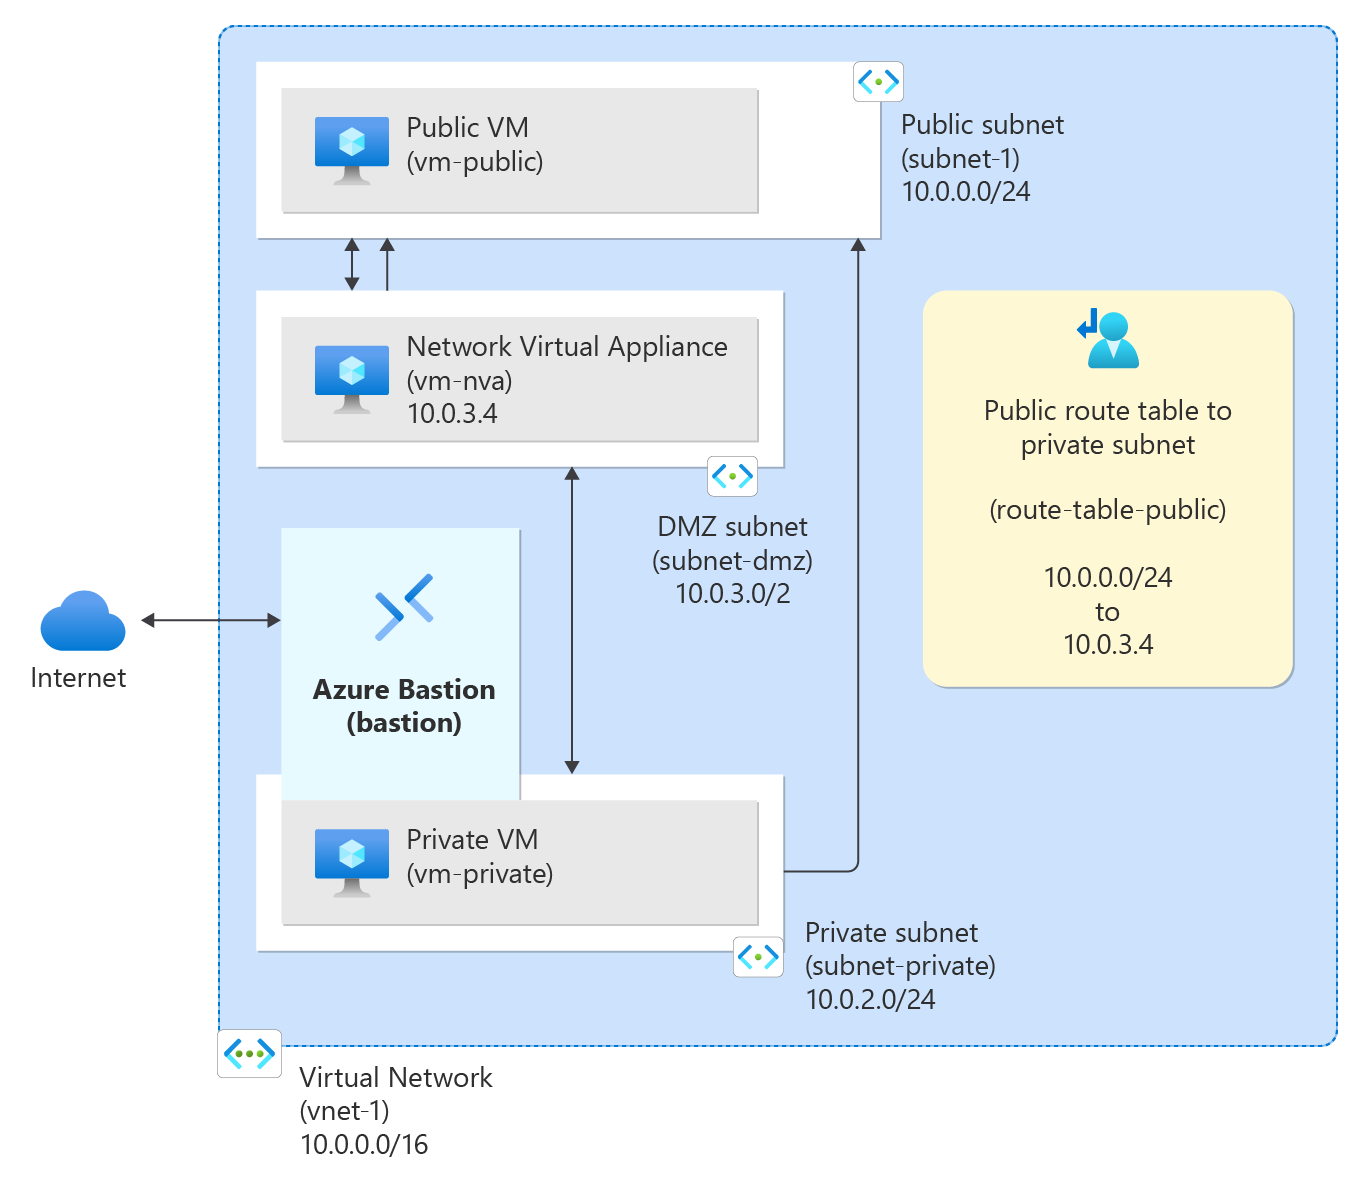 Public VM
(vm-public)
Public subnet
(subnet-1)
10.0.0.0/24
Network Virtual Appliance
(vm-nva)
10.0.3.4
DMZ subnet
(subnet-dmz)
10.0.3.0/2
Public route table to
private subnet
(route-table-public)
10.0.0.0/24
to
10.0.3.4
Internet
Azure Bastion
(bastion)
Private VM
(vm-private)
Private subnet
(subnet-private)
10.0.2.0/24
Virtual Network
(vnet-1)
10.0.0.0/16